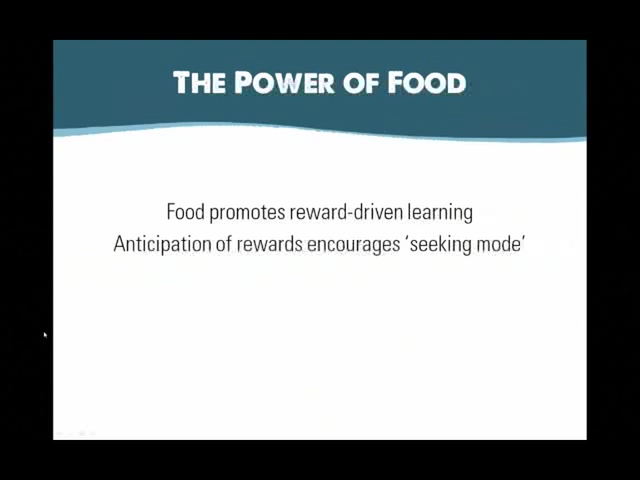 THE POWER OF FOOD
Food promotes reward-driven learning
Anticipation of rewards encourages ‘seeking mode’